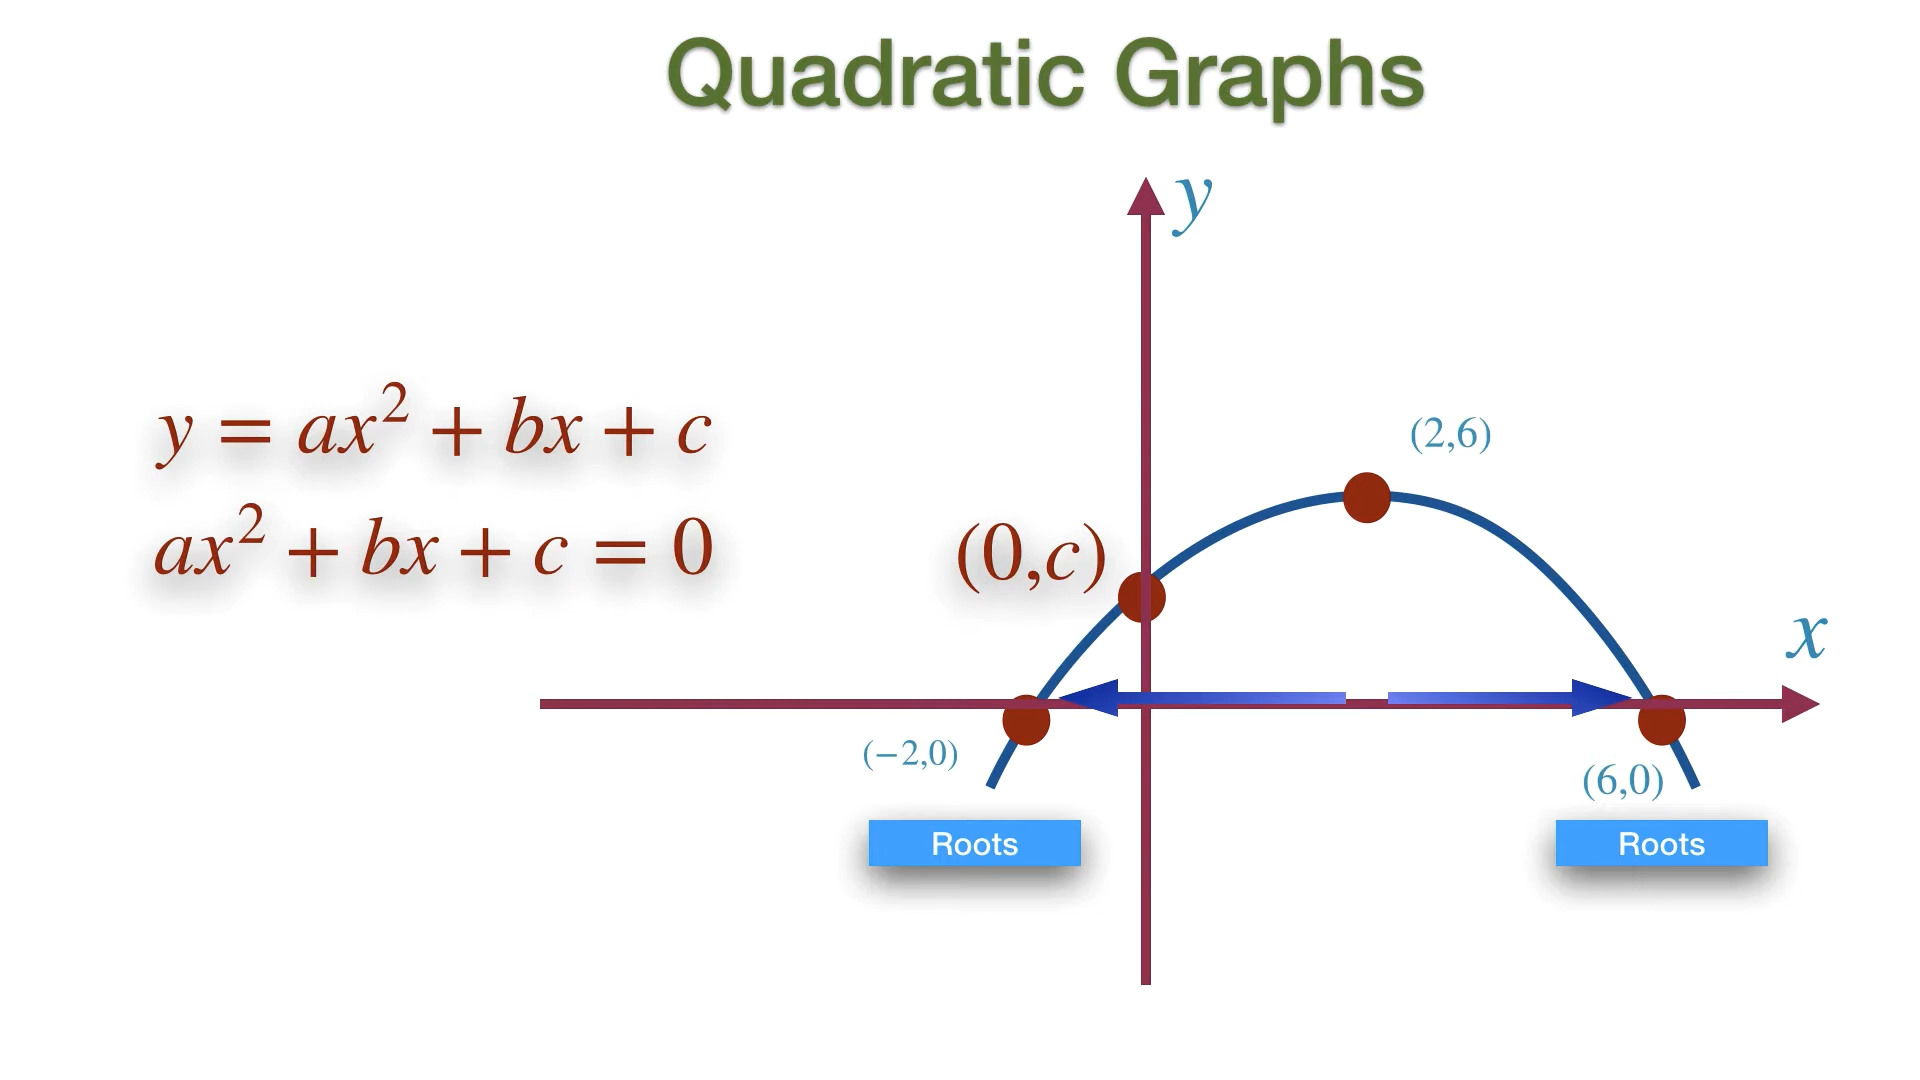 Quadratic Graphs
y
y = ax² + bx + c
ax² + bx + c = 0
(2,6)
(0,c)
x
(−2,0)
(6,0)
Roots
Roots